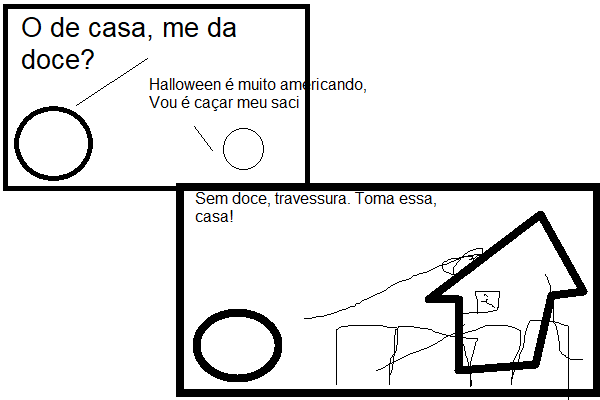 O de casa, me da
doce?
Halloween é muito americando,
Vou é caçar meu saci
Sem doce, travessura. Toma essa,
casa!